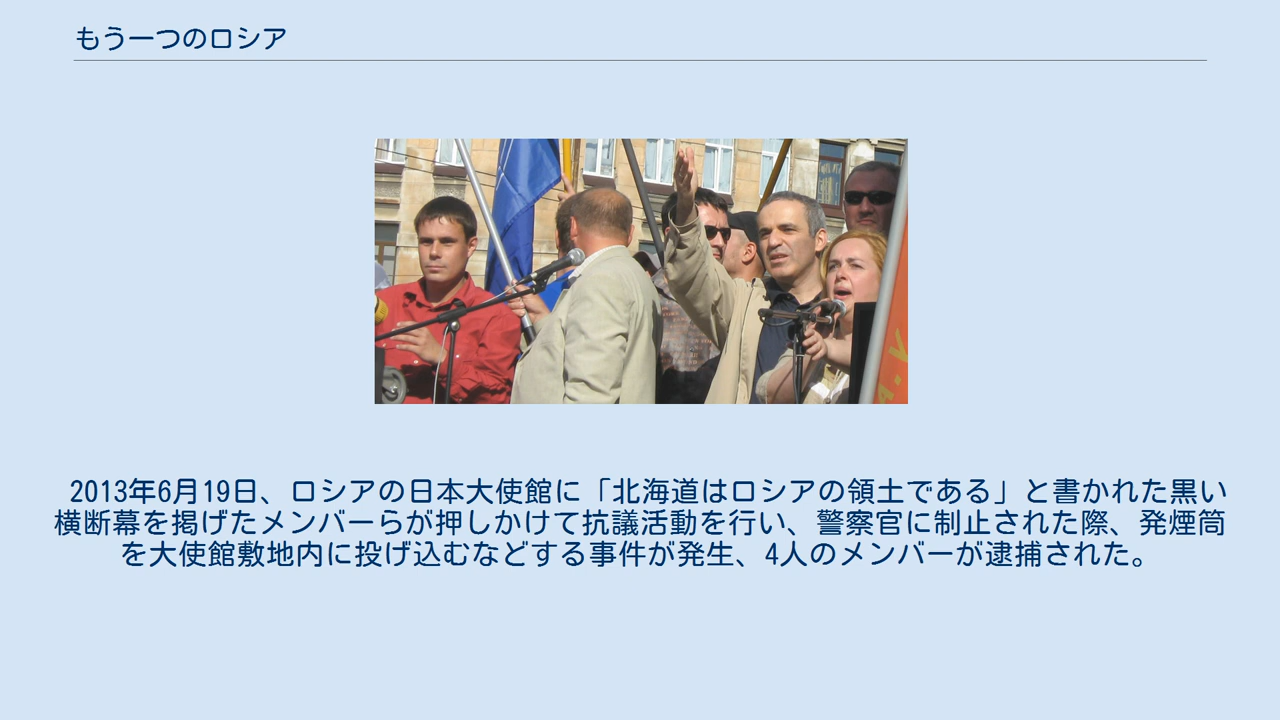 もう一つのロシア
2013年6月19日、ロシアの日本大使館に「北海道はロシアの領土である」と書かれた黒い
横断幕を掲げたメンバーらが押しかけて抗議活動を行い、警察官に制止された際、発煙筒
を大使館敷地内に投げ込むなどする事件が発生、4人のメンバーが逮捕された。